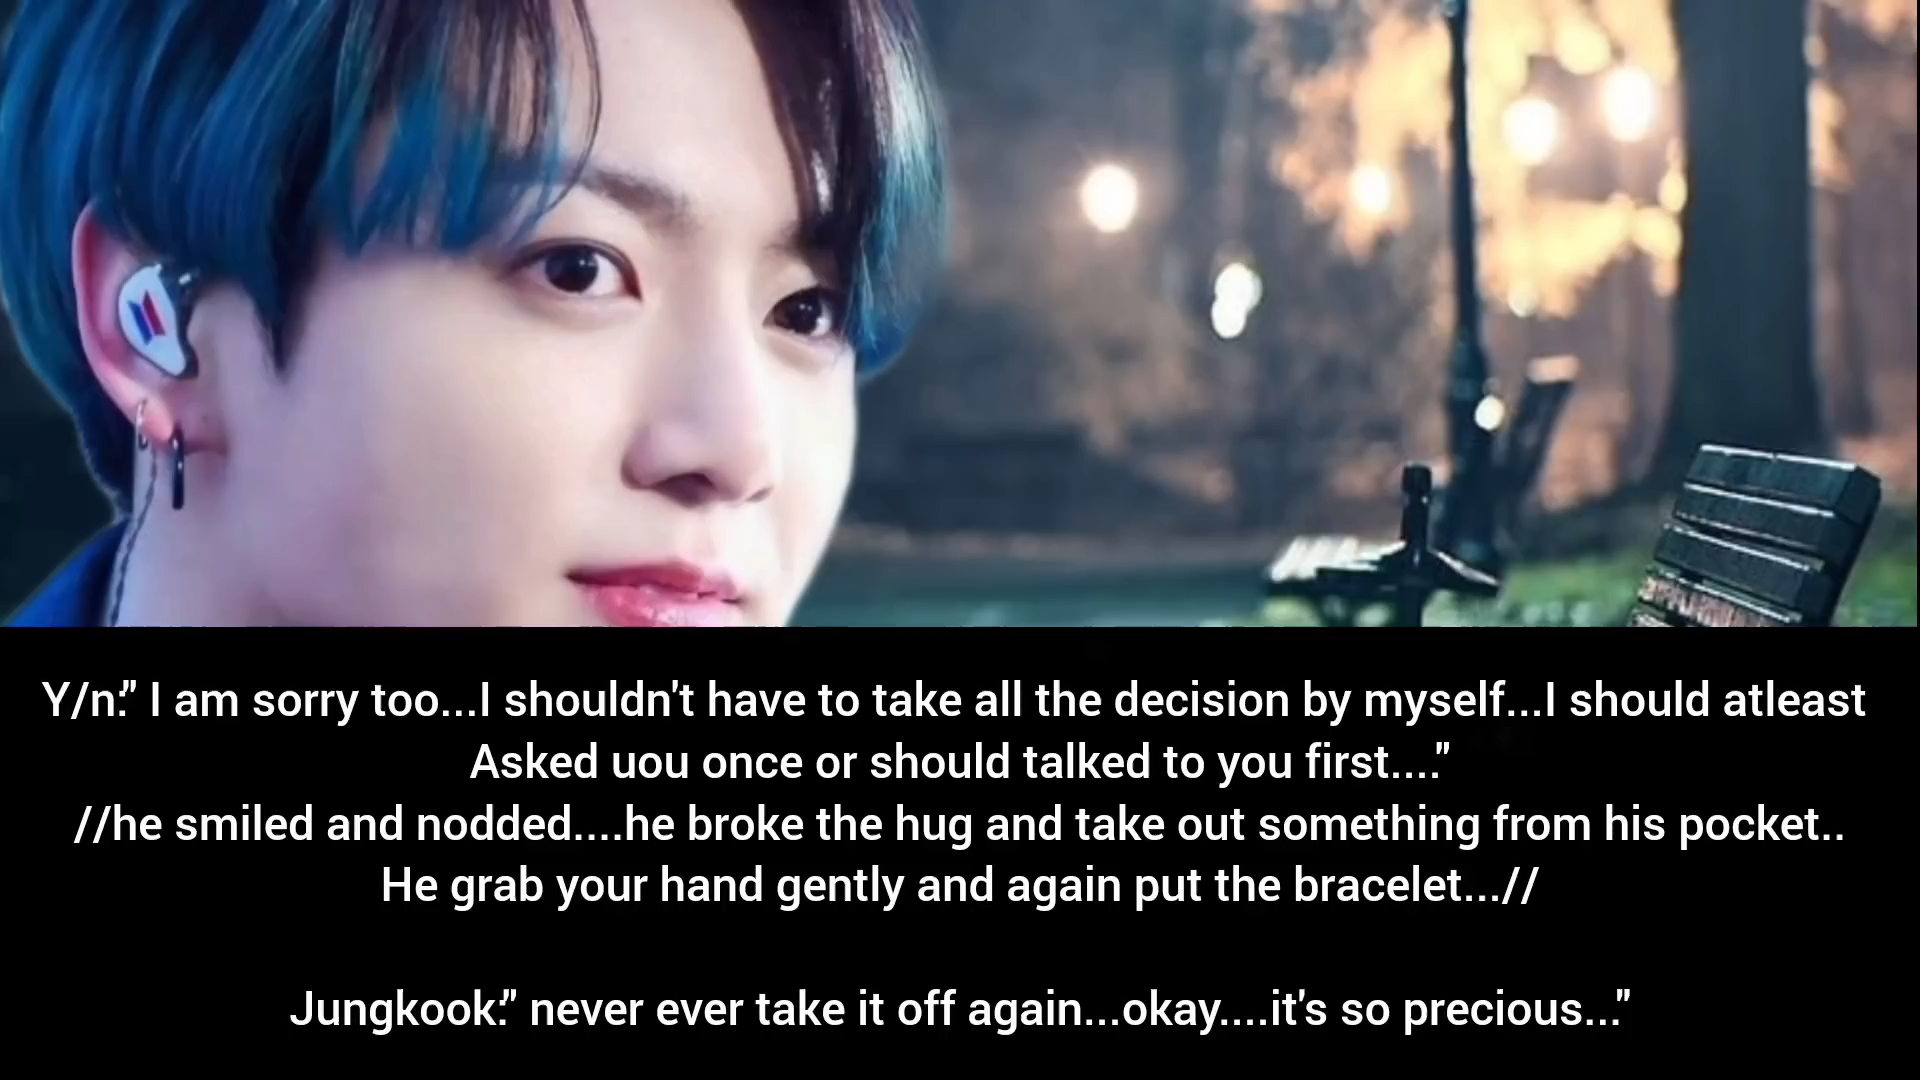 Y/n:" I am sorry too...I shouldn't have to take all the decision by myself...I should atleast
Asked uou once or should talked to you first...."
//he smiled and nodded....he broke the hug and take out something from his pocket..
He grab your hand gently and again put the bracelet...//
Jungkook:" never ever take it off again...okay....it's so precious..."